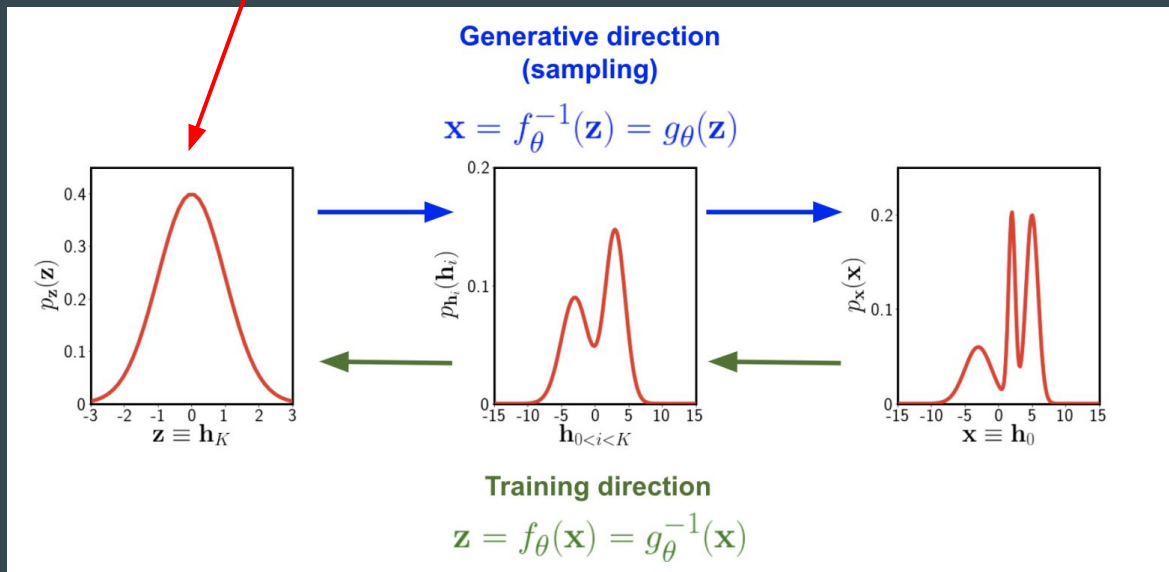 Generative direction
(sampling)
x = f_θ^{-1}(z) = g_θ(z)
p_z(z)
0.4
0.3
0.2
0.1
0
-3 -2 -1 0 1 2 3
z ≡ h_K
p_{h_i}(h_i)
0.2
0.1
0
-15 -10 -5 0 5 10 15
h_{0<i<K}
p_x(x)
0.2
0.1
0
-15 -10 -5 0 5 10 15
x ≡ h_0
Training direction
z = f_θ(x) = g_θ^{-1}(x)